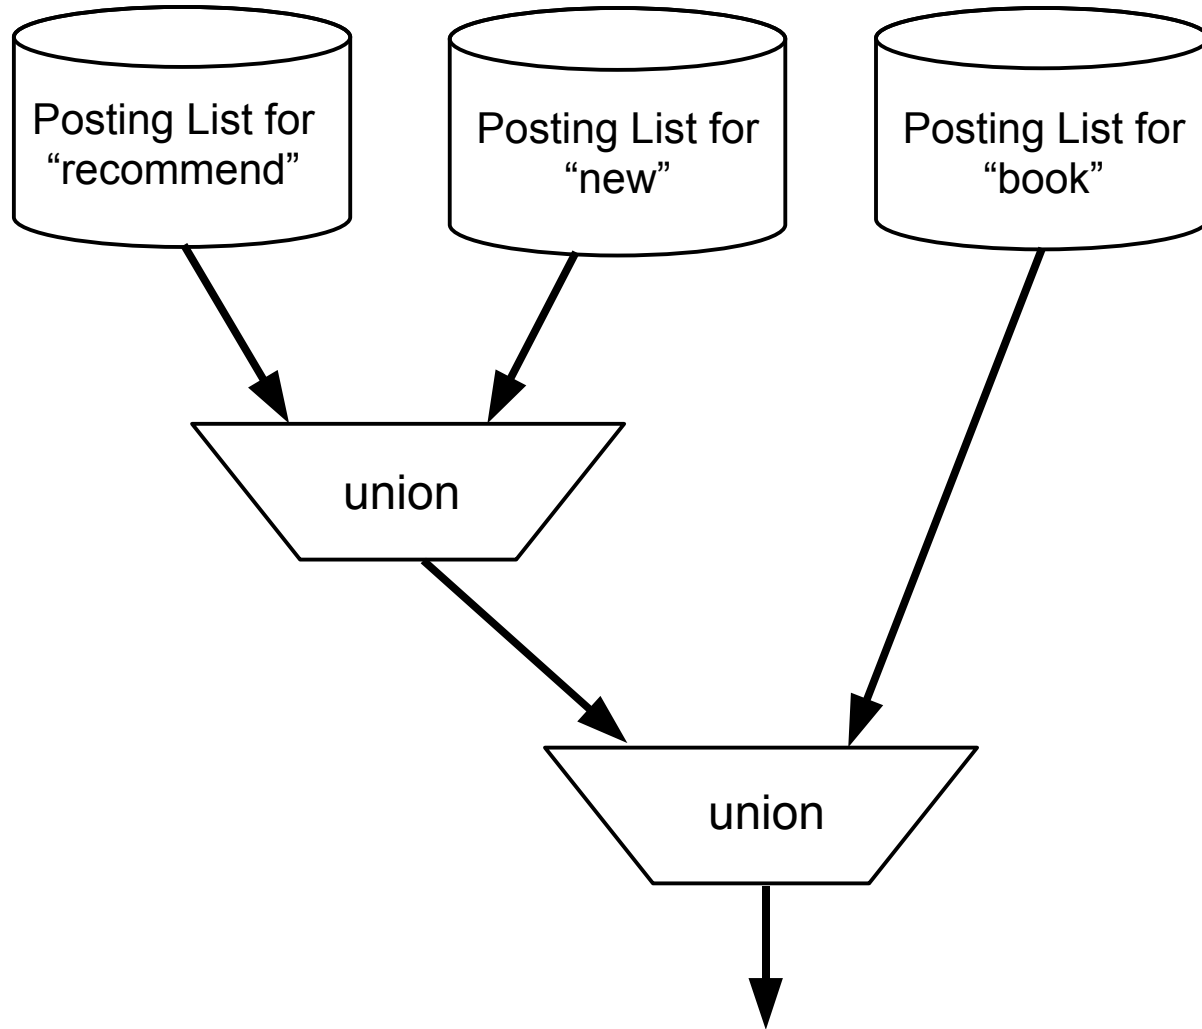 Posting List for
“recommend”
Posting List for
“new”
Posting List for
“book”
union
union